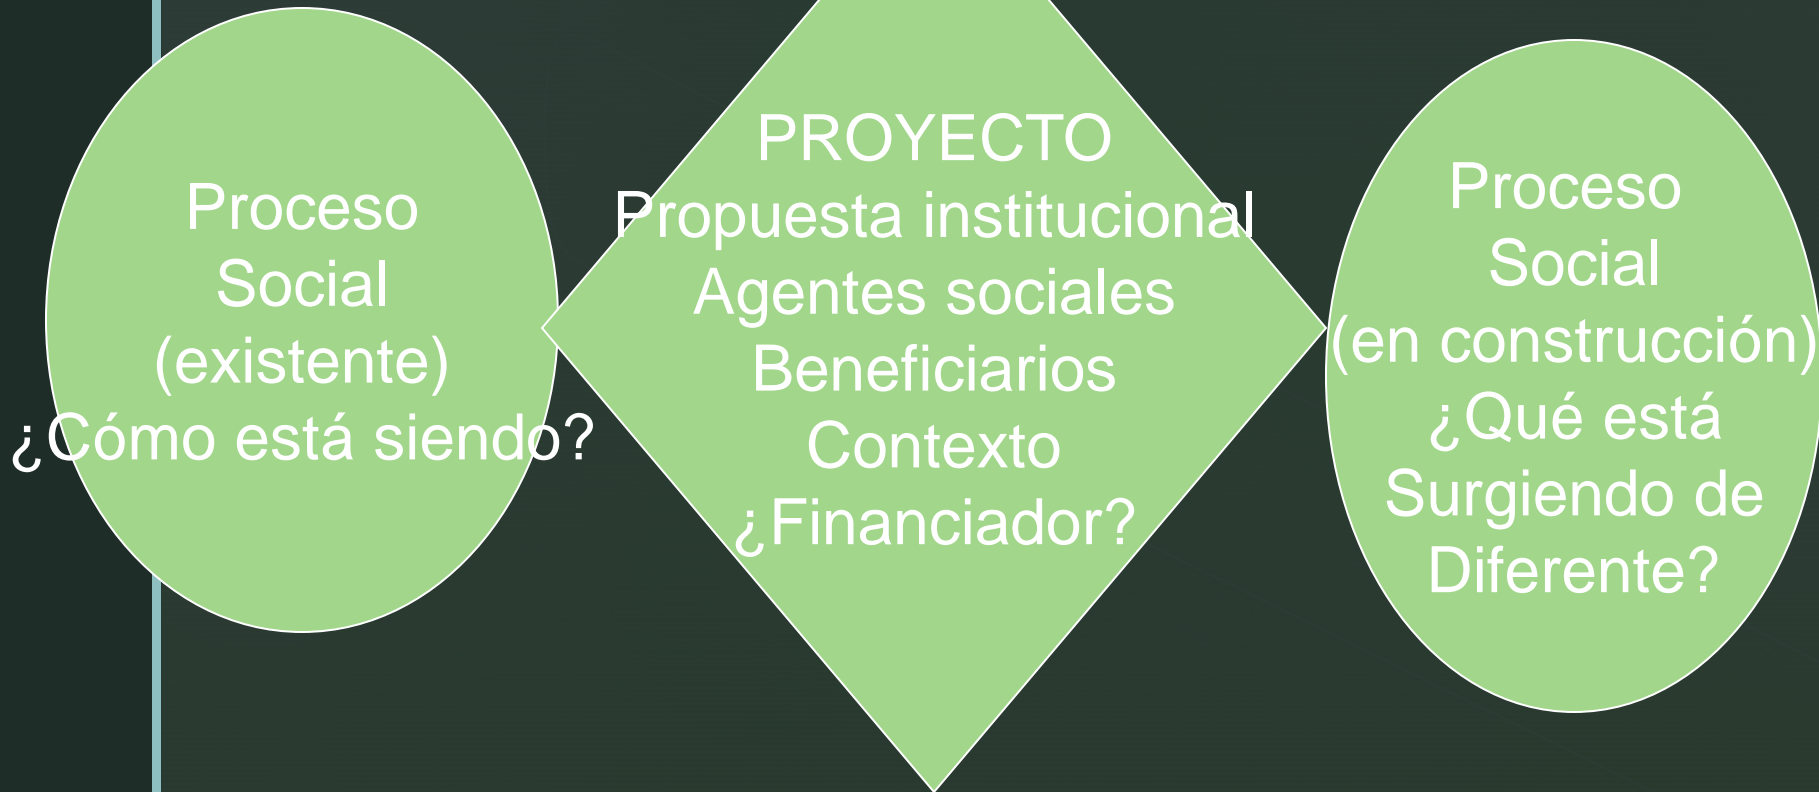 Proceso
Social
(existente)
¿Cómo está siendo?
PROYECTO
Propuesta institucional
Agentes sociales
Beneficiarios
Contexto
¿Financiador?
Proceso
Social
(en construcción)
¿Qué está
Surgiendo de
Diferente?